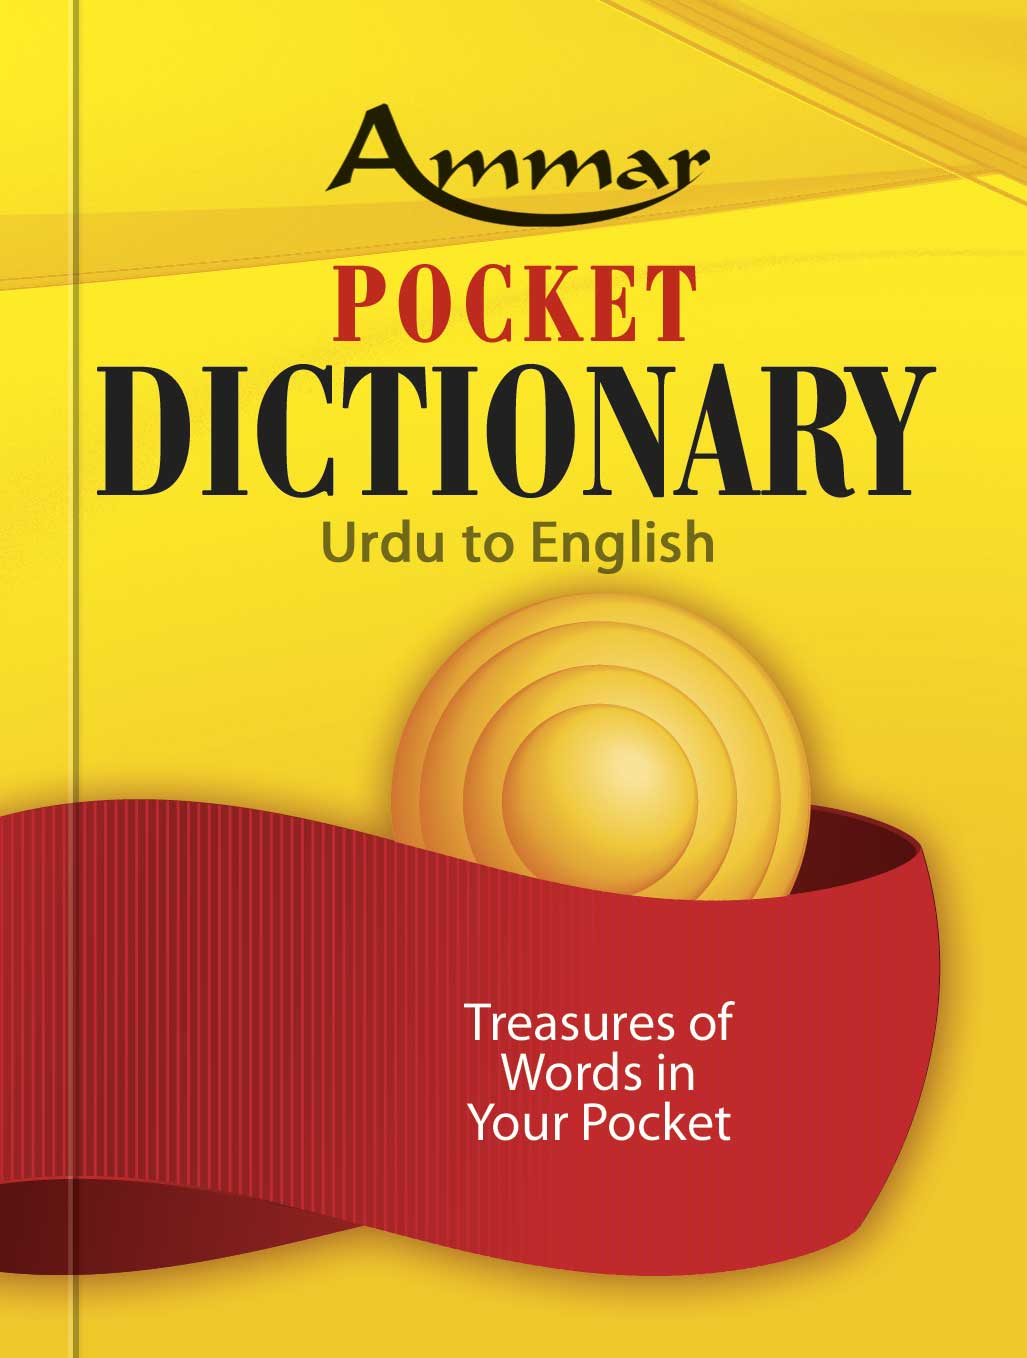 Ammar
POCKET
DICTIONARY
Urdu to English
Treasures of
Words in
Your Pocket